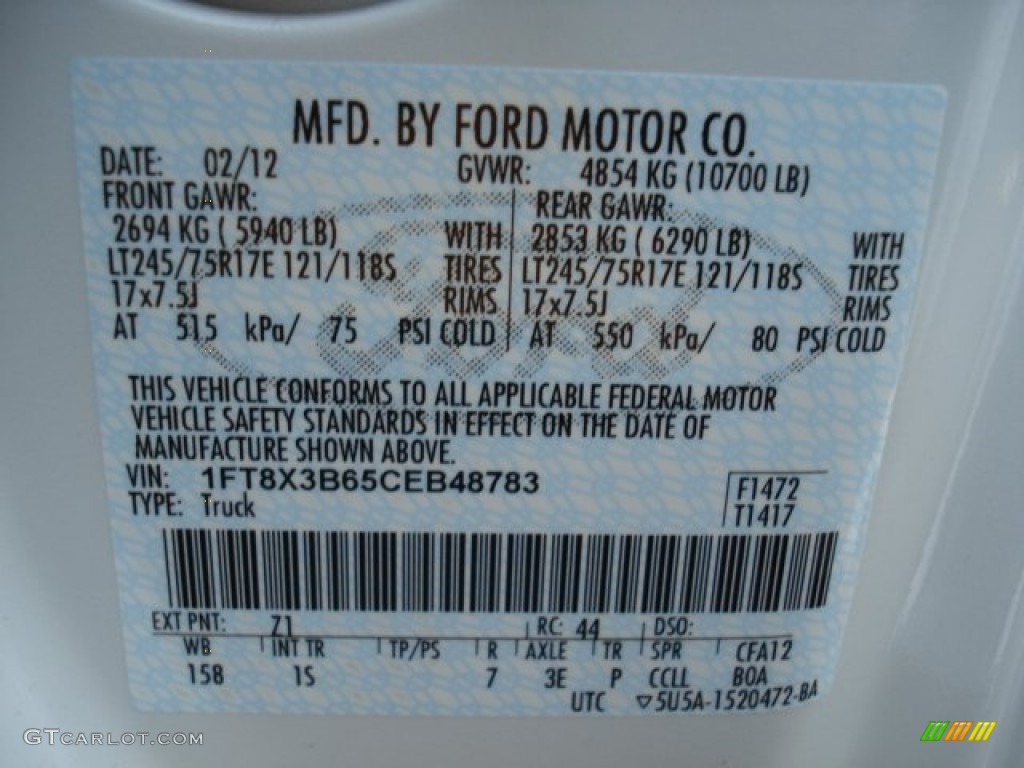 MFD. BY FORD MOTOR CO.
DATE: 02/12 GVWR: 4854 KG (10700 LB)
FRONT GAWR: REAR GAWR:
2694 KG ( 5940 LB) WITH 2853 KG ( 6290 LB) WITH
LT245/75R17E 121/118S TIRES LT245/75R17E 121/118S TIRES
17x7.5J RIMS 17x7.5J RIMS
AT 515 kPa/ 75 PSI COLD AT 550 kPa/ 80 PSI COLD
THIS VEHICLE CONFORMS TO ALL APPLICABLE FEDERAL MOTOR
VEHICLE SAFETY STANDARDS IN EFFECT ON THE DATE OF
MANUFACTURE SHOWN ABOVE.
VIN: 1FT8X3B65CEB48783
TYPE: Truck
F1472
T1417
EXT PNT: Z1 RC: 44 DSO:
WB INT TR TP/PS R AXLE TR SPR CFA12
158 1S 7 3E P CCLL BOA
UTC ▽5U5A-1520472-BA
GTCARLOT.COM